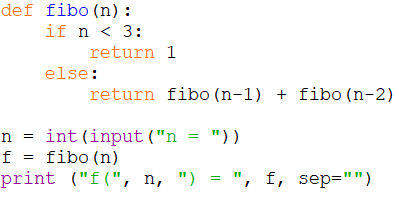 def fibo(n):
    if n < 3:
        return 1
    else:
        return fibo(n-1) + fibo(n-2)

n = int(input("n = "))
f = fibo(n)
print ("f(", n, ") = ", f, sep="")